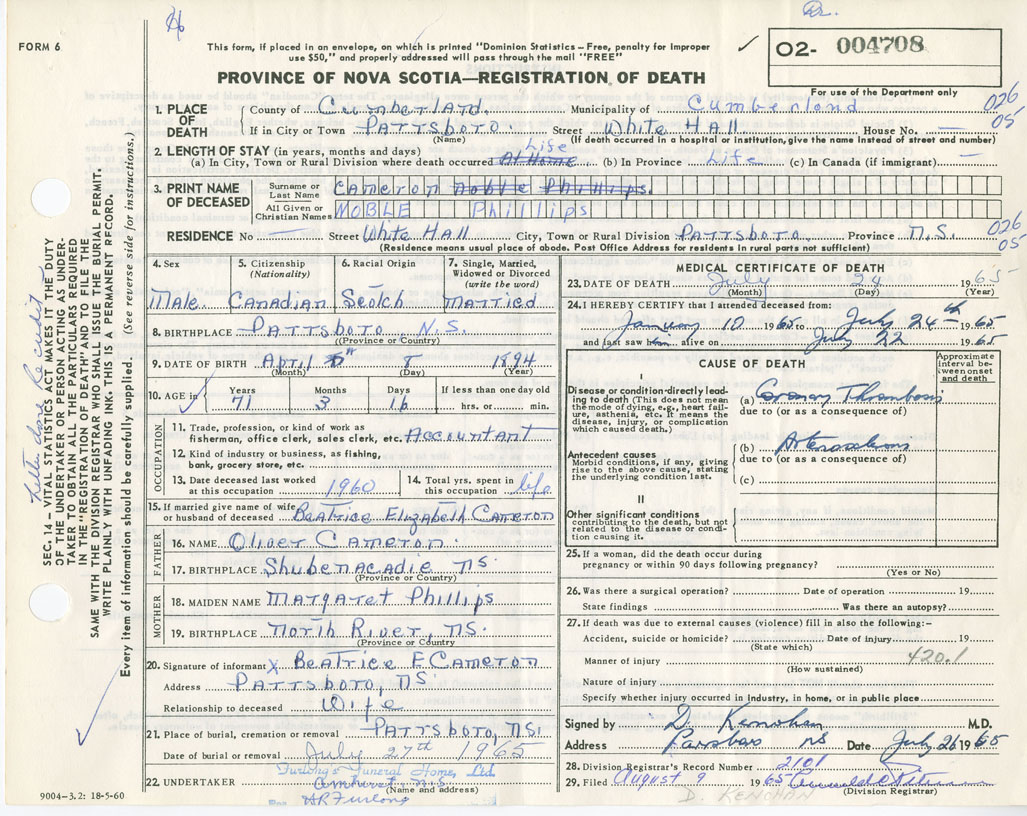 FORM 6
This form, if placed in an envelope, on which is printed "Dominion Statistics – Free, penalty for improper
use $50," and properly addressed will pass through the mail "FREE"
O2- 004708
For use of the Department only
PROVINCE OF NOVA SCOTIA—REGISTRATION OF DEATH
026
05
1. PLACE OF DEATH
County of Cumberland. Municipality of Cumberland
If in City or Town Parrsboro. Street White Hall House No. —
(Name) (If death occurred in a hospital or institution, give the name instead of street and number)
2. LENGTH OF STAY (in years, months and days) Life
(a) In City, Town or Rural Division where death occurred At Home (b) In Province Life (c) In Canada (if immigrant) —
3. PRINT NAME OF DECEASED
Surname or Last Name Cameron Noble Phillips.
All Given or Christian Names NOBLE Phillips
RESIDENCE No — Street White Hall City, Town or Rural Division Parrsboro, Province N.S.
026
05
(Residence means usual place of abode. Post Office Address for residents in rural parts not sufficient)
4. Sex Male
5. Citizenship (Nationality) Canadian
6. Racial Origin Scotch
7. Single, Married, Widowed or Divorced (write the word) Married
8. BIRTHPLACE Parrsboro N.S.
(Province or Country)
9. DATE OF BIRTH April 8 1894
(Month) (Day) (Year)
10. AGE in Years Months Days If less than one day old
71 3 16 hrs. or min.
OCCUPATION
11. Trade, profession, or kind of work as
fisherman, office clerk, sales clerk, etc. Accountant
12. Kind of industry or business, as fishing,
bank, grocery store, etc.
13. Date deceased last worked
at this occupation 1960
14. Total yrs. spent in
this occupation life
15. If married give name of wife
or husband of deceased Beatrice Elizabeth Cameron
FATHER
16. NAME Oliver Cameron.
17. BIRTHPLACE Shubenacadie NS.
(Province or Country)
MOTHER
18. MAIDEN NAME Margaret Phillips
19. BIRTHPLACE North River, NS.
(Province or Country)
20. Signature of informant X Beatrice E Cameron
Address Parrsboro, NS
Relationship to deceased Wife
21. Place of burial, cremation or removal Parrsboro, NS.
Date of burial or removal July 27th 1965
22. UNDERTAKER Furlong's Funeral Home, Ltd.
Amherst N.S.
(Name and address)
Per HR Furlong
9004–3.2: 18-5-60
MEDICAL CERTIFICATE OF DEATH
23. DATE OF DEATH July 24 1965
(Month) (Day) (Year)
24. I HEREBY CERTIFY that I attended deceased from:
January 10 1965 to July 24th 1965
and last saw him alive on July 22 1965
CAUSE OF DEATH
Approximate interval between onset and death
I
Disease or condition directly leading to death (This does not mean the mode of dying, e.g., heart failure, asthenia, etc. It means the disease, injury, or complication which caused death.)
(a) Coronary Thrombosis
due to (or as a consequence of)
Antecedent causes
Morbid conditions, if any, giving rise to the above cause, stating the underlying condition last.
(b)
due to (or as a consequence of)
(c)
II
Other significant conditions
contributing to the death, but not related to the disease or condition causing it.
25. If a woman, did the death occur during
pregnancy or within 90 days following pregnancy?
(Yes or No)
26. Was there a surgical operation? Date of operation 19
State findings Was there an autopsy?
27. If death was due to external causes (violence) fill in also the following:–
Accident, suicide or homicide? Date of injury 19
(State which)
Manner of injury 420.1
(How sustained)
Nature of injury
Specify whether injury occurred in Industry, in home, or in public place
Signed by D. Kenohan M.D.
Address Parrsboro NS Date July 26 1965
28. Division Registrar's Record Number 2101
29. Filed August 9 1965
(Division Registrar)
D. KENOHAN
SEC. 14 – VITAL STATISTICS ACT MAKES IT THE DUTY
OF THE UNDERTAKER OR PERSON ACTING AS UNDER-
TAKER TO OBTAIN ALL THE PARTICULARS REQUIRED
IN THE "REGISTRATION OF DEATH" AND TO FILE THE
SAME WITH THE DIVISION REGISTRAR WHO SHALL ISSUE THE BURIAL PERMIT.
WRITE PLAINLY WITH UNFADING INK. THIS IS A PERMANENT RECORD.
Every item of information should be carefully supplied. (See reverse side for instructions.)